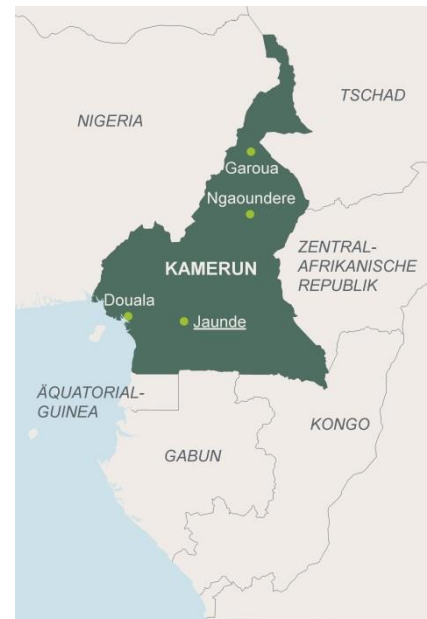 TSCHAD
NIGERIA
Garoua
Ngaoundere
ZENTRAL-
AFRIKANISCHE
REPUBLIK
KAMERUN
Douala
Jaunde
ÄQUATORIAL-
GUINEA
KONGO
GABUN